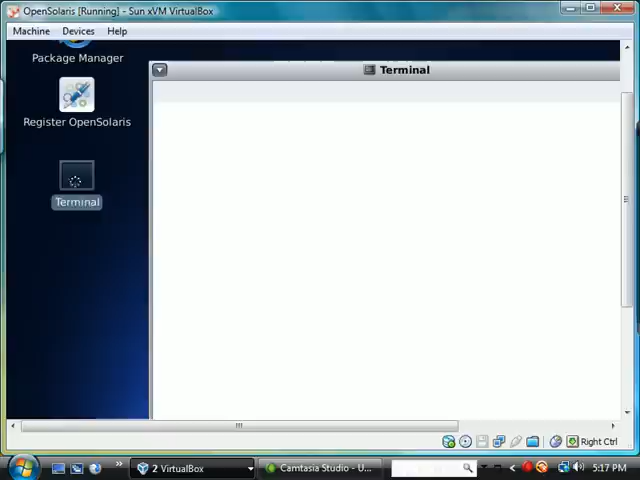 OpenSolaris [Running] - Sun xVM VirtualBox
Machine Devices Help
Package Manager
Terminal
Register OpenSolaris
Terminal
Right Ctrl
2 VirtualBox
Camtasia Studio - U...
5:17 PM